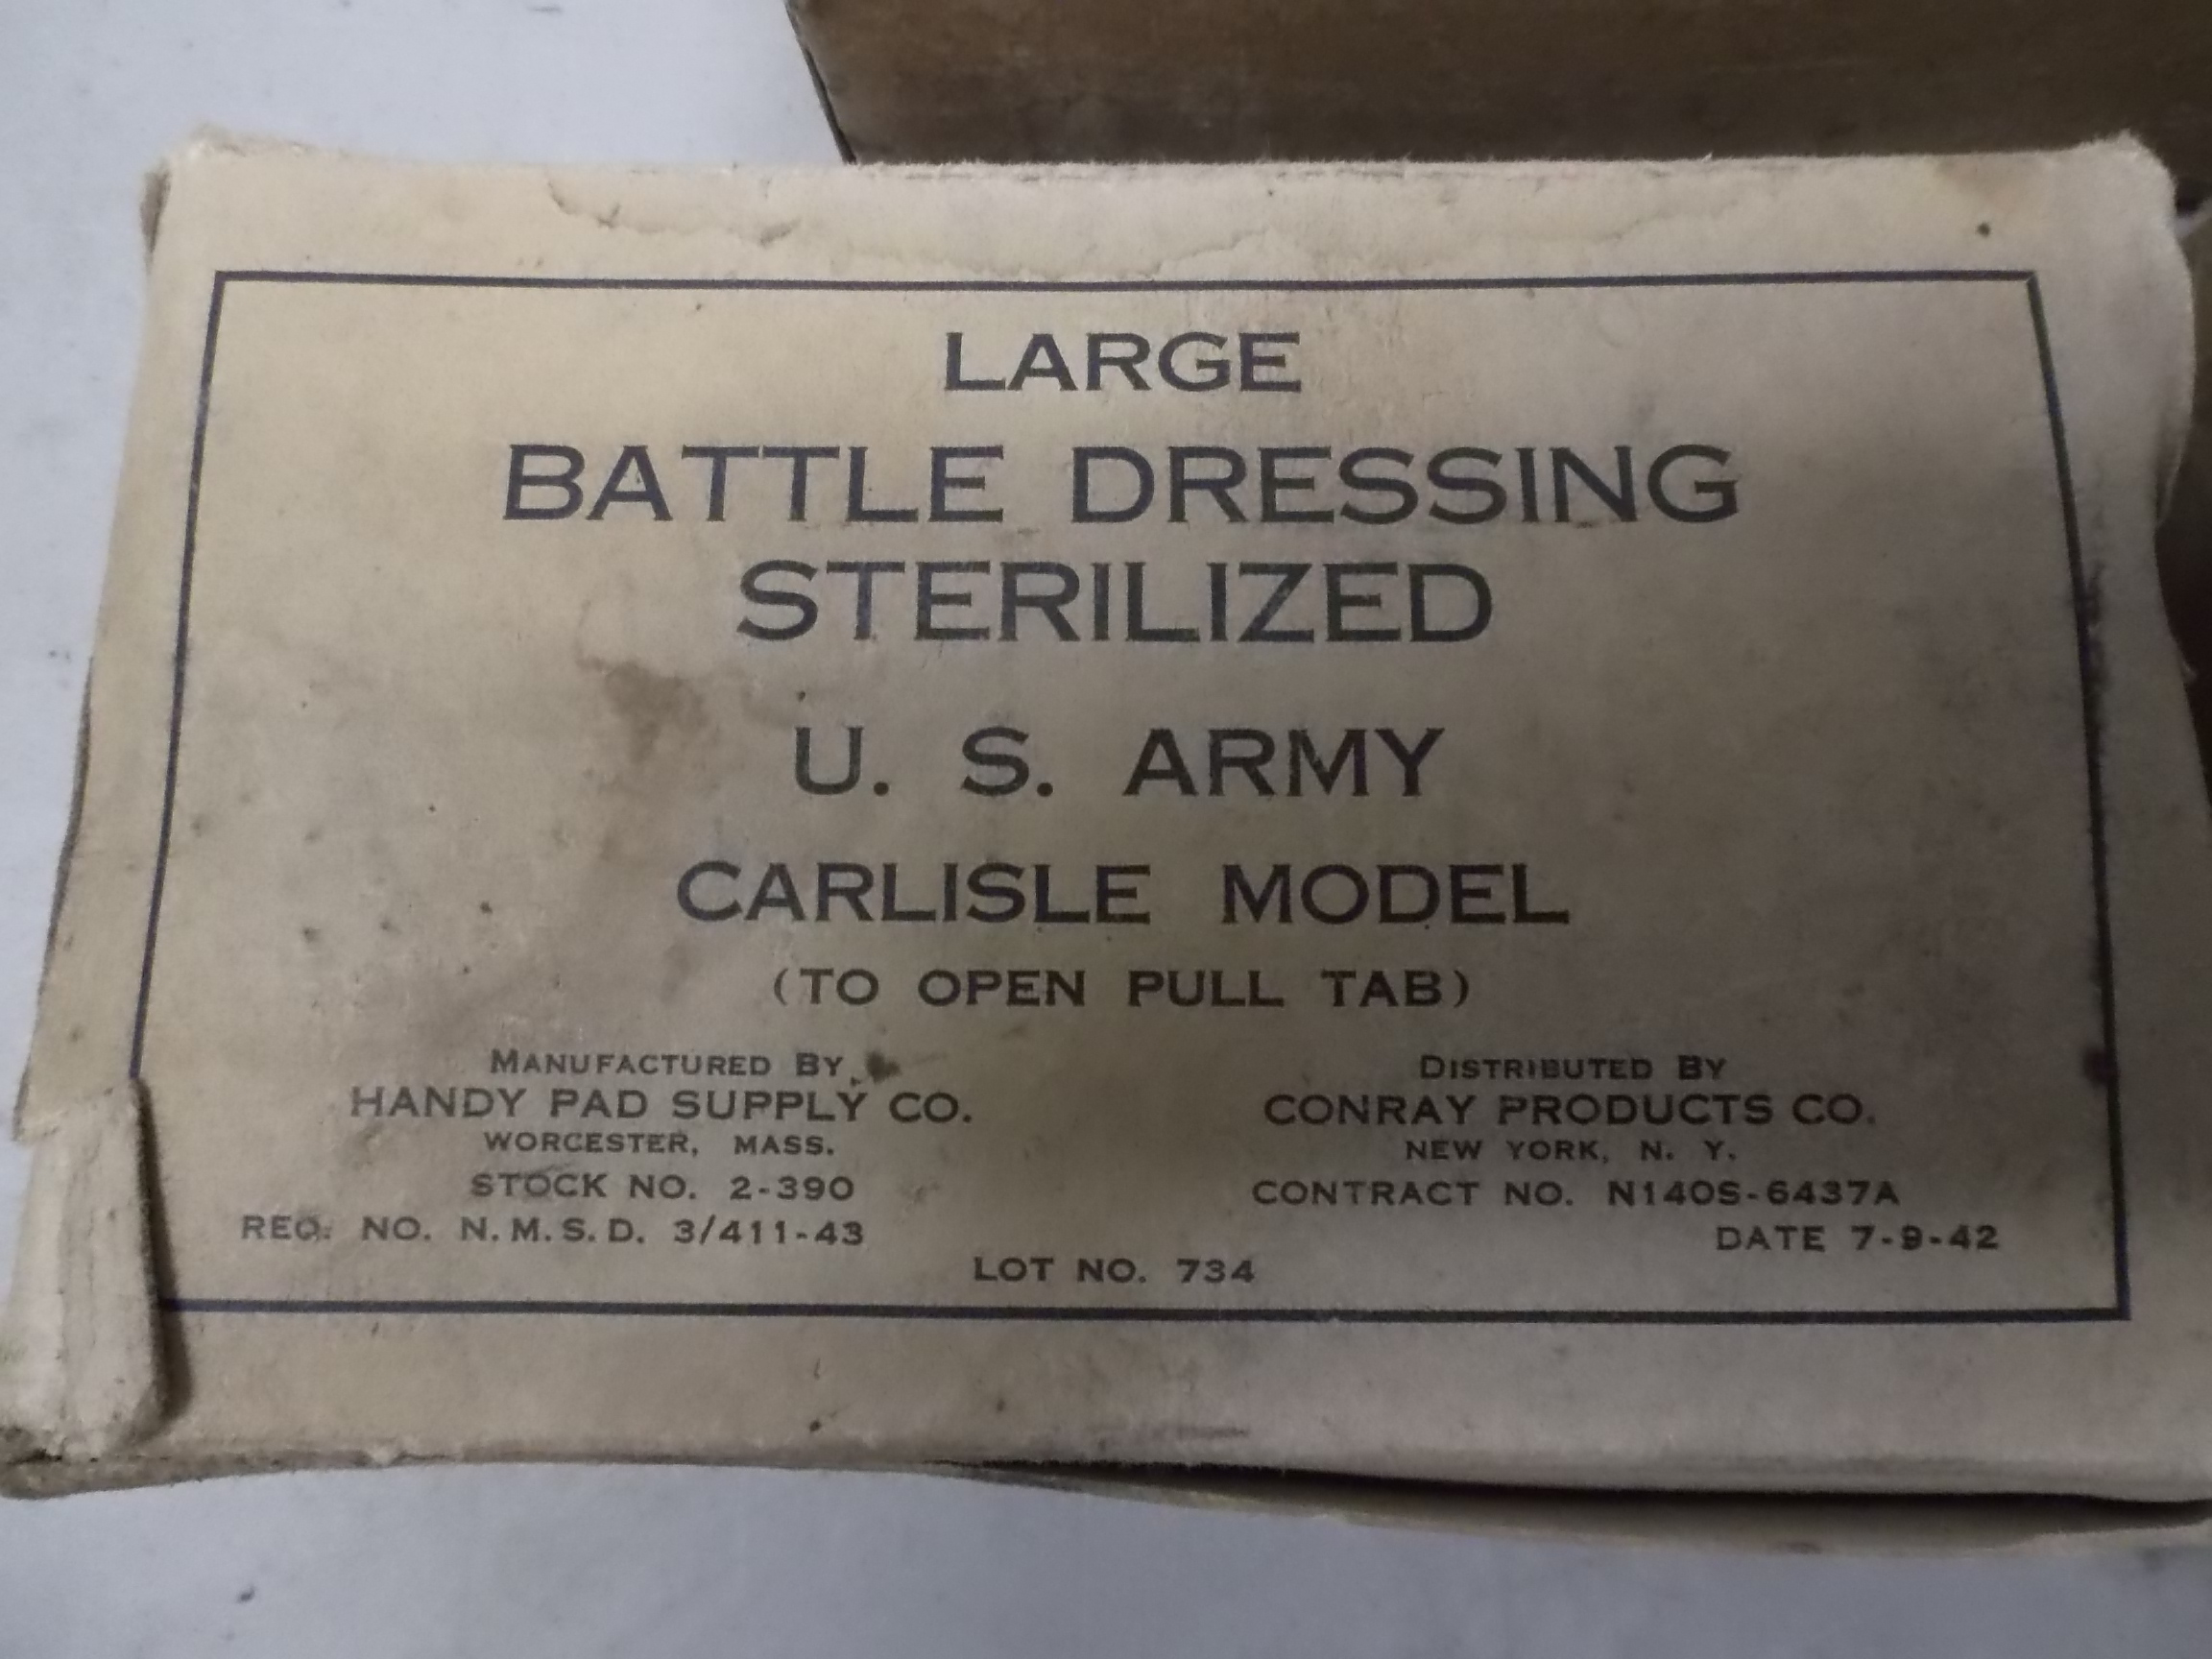 LARGE
BATTLE DRESSING
STERILIZED
U. S. ARMY
CARLISLE MODEL
(TO OPEN PULL TAB)
MANUFACTURED BY
HANDY PAD SUPPLY CO.
WORCESTER, MASS.
STOCK NO. 2-390
REQ. NO. N.M.S.D. 3/411-43
DISTRIBUTED BY
CONRAY PRODUCTS CO.
NEW YORK, N. Y.
CONTRACT NO. N140S-6437A
DATE 7-9-42
LOT NO. 734